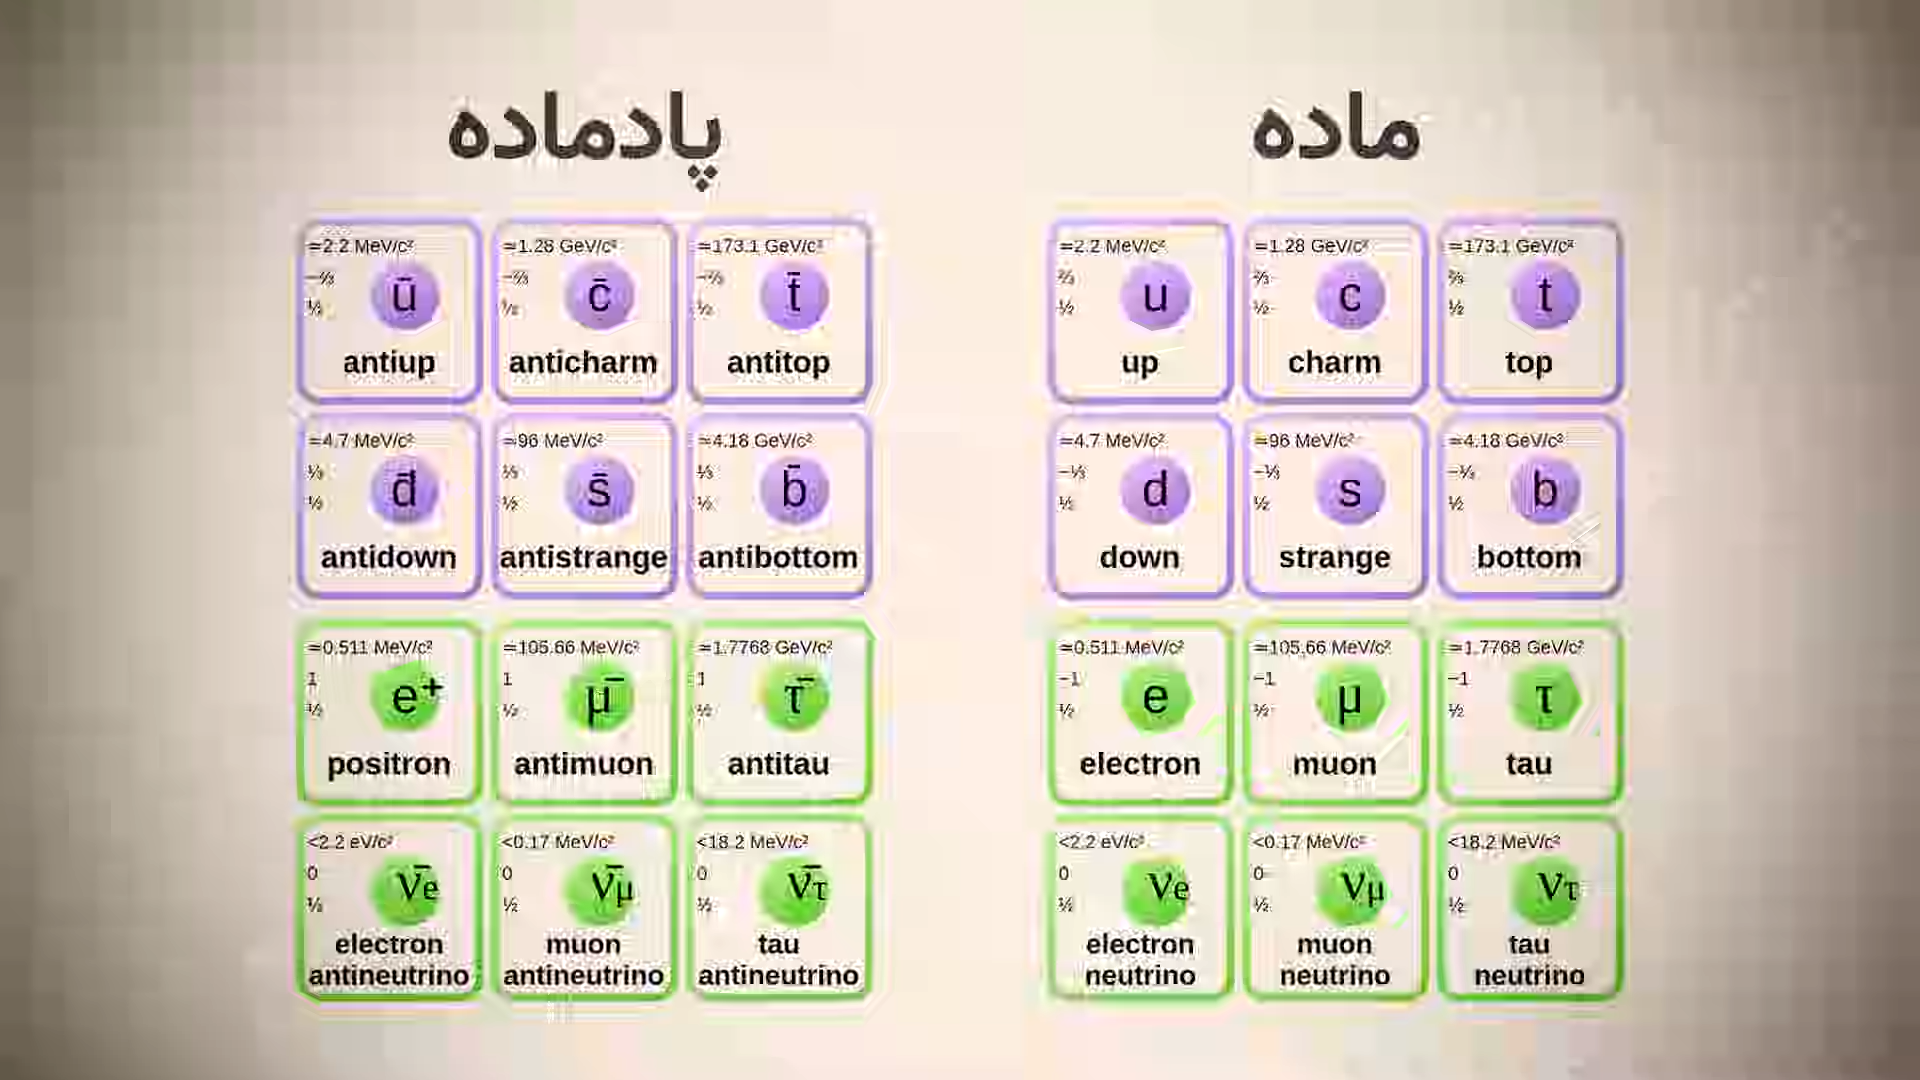 پادماده
ماده
≃2.2 MeV/c²
−⅔
½
ū
antiup
≃1.28 GeV/c²
−⅔
½
c̄
anticharm
≃173.1 GeV/c²
−⅔
½
t̄
antitop
≃4.7 MeV/c²
⅓
½
d̄
antidown
≃96 MeV/c²
⅓
½
s̄
antistrange
≃4.18 GeV/c²
⅓
½
b̄
antibottom
≃0.511 MeV/c²
1
½
e⁺
positron
≃105.66 MeV/c²
1
½
μ̄
antimuon
≃1.7768 GeV/c²
1
½
τ̄
antitau
<2.2 eV/c²
0
½
ν̄e
electron
antineutrino
<0.17 MeV/c²
0
½
ν̄μ
muon
antineutrino
<18.2 MeV/c²
0
½
ν̄τ
tau
antineutrino
≃2.2 MeV/c²
⅔
½
u
up
≃1.28 GeV/c²
⅔
½
c
charm
≃173.1 GeV/c²
⅔
½
t
top
≃4.7 MeV/c²
−⅓
½
d
down
≃96 MeV/c²
−⅓
½
s
strange
≃4.18 GeV/c²
−⅓
½
b
bottom
≃0.511 MeV/c²
−1
½
e
electron
≃105.66 MeV/c²
−1
½
μ
muon
≃1.7768 GeV/c²
−1
½
τ
tau
<2.2 eV/c²
0
½
νe
electron
neutrino
<0.17 MeV/c²
0
½
νμ
muon
neutrino
<18.2 MeV/c²
0
½
ντ
tau
neutrino